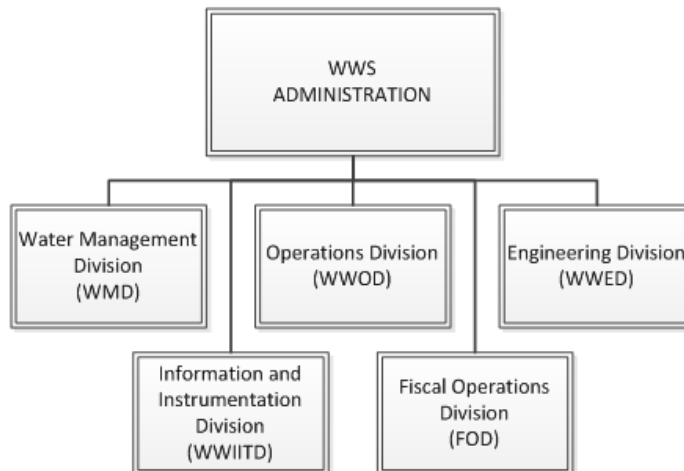 WWS
ADMINISTRATION
Water Management
Division
(WMD)
Operations Division
(WWOD)
Engineering Division
(WWED)
Information and
Instrumentation
Division
(WWIITD)
Fiscal Operations
Division
(FOD)